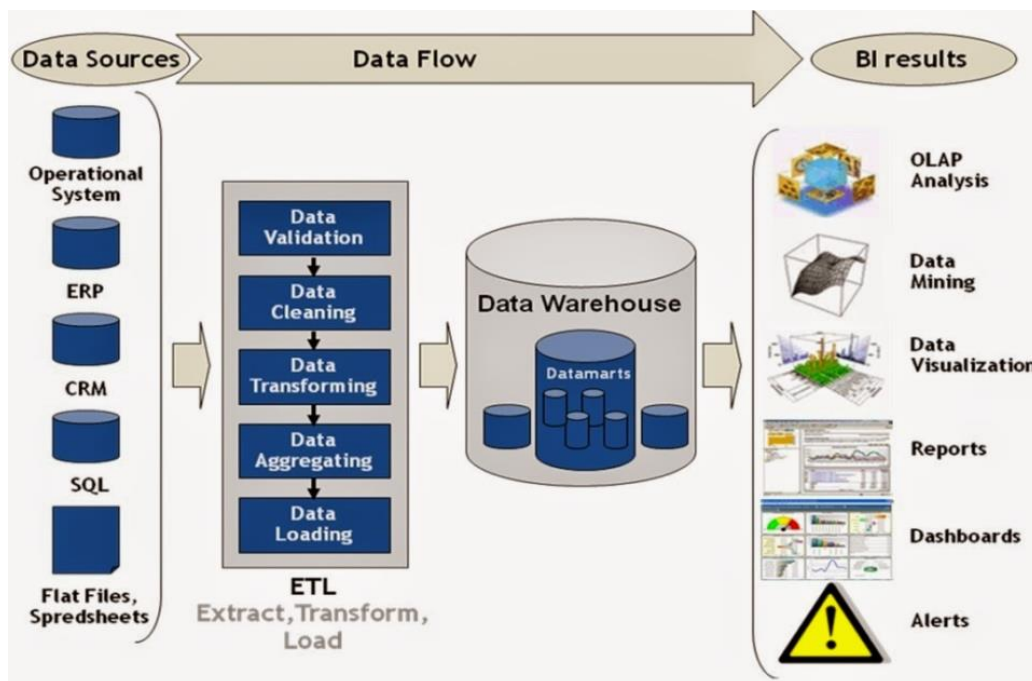 Data Sources
Data Flow
BI results
Operational
System
ERP
CRM
SQL
Flat Files,
Spredsheets
Data
Validation
Data
Cleaning
Data
Transforming
Data
Aggregating
Data
Loading
ETL
Extract,Transform,
Load
Data Warehouse
Datamarts
OLAP
Analysis
Data
Mining
Data
Visualization
Reports
Dashboards
Alerts